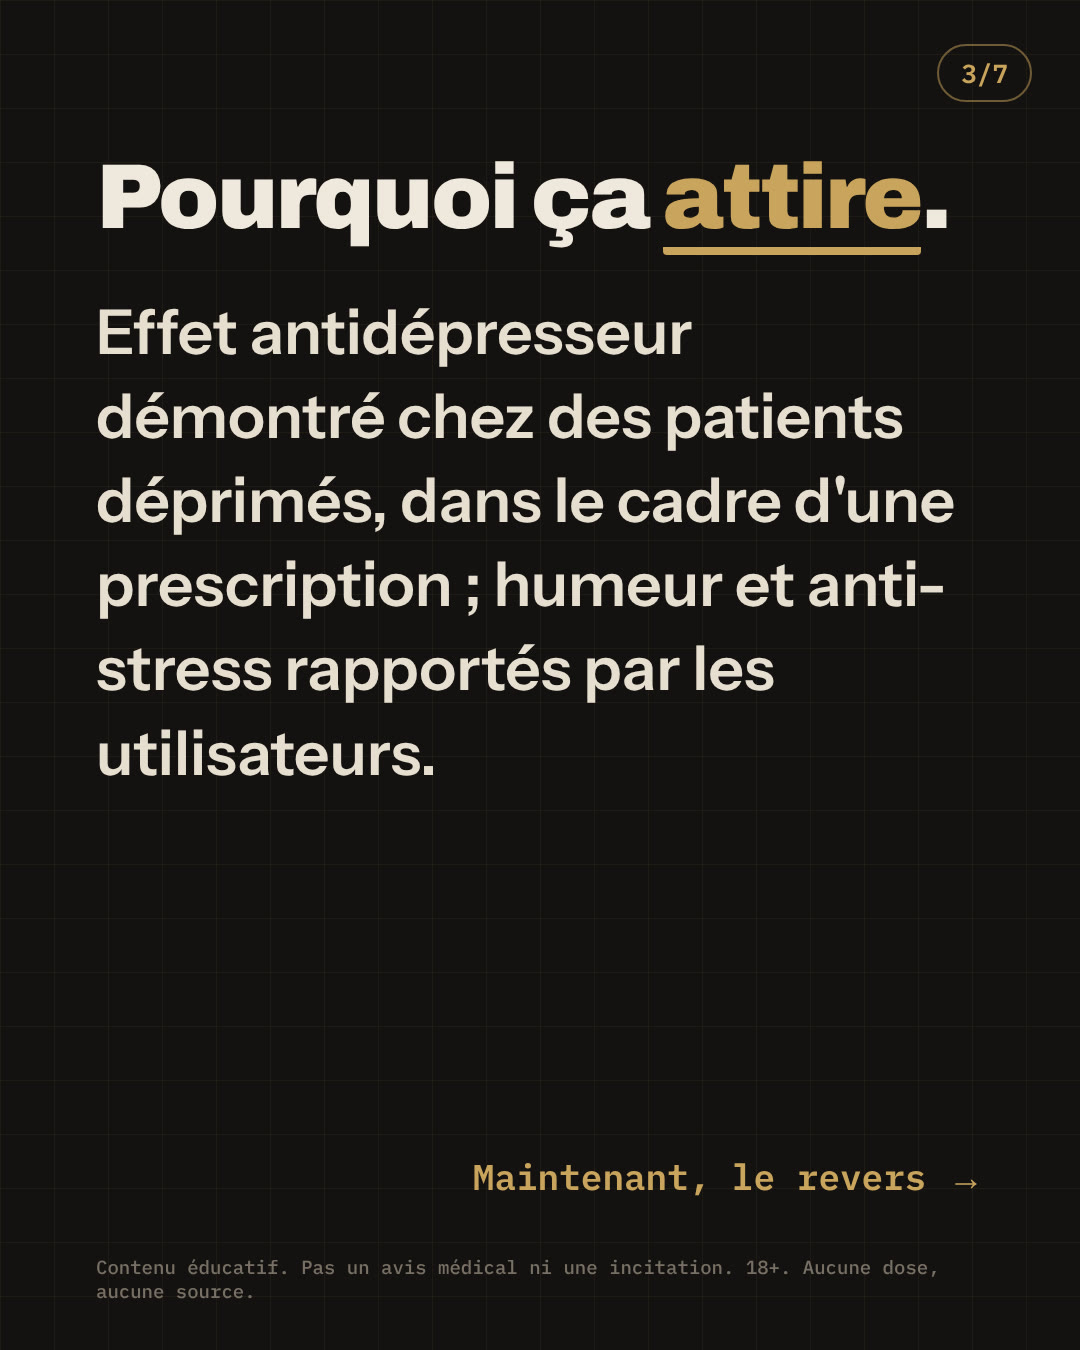 3/7
Pourquoi ça attire.
Effet antidépresseur
démontré chez des patients
déprimés, dans le cadre d'une
prescription ; humeur et anti-
stress rapportés par les
utilisateurs.
Maintenant, le revers →
Contenu éducatif. Pas un avis médical ni une incitation. 18+. Aucune dose,
aucune source.